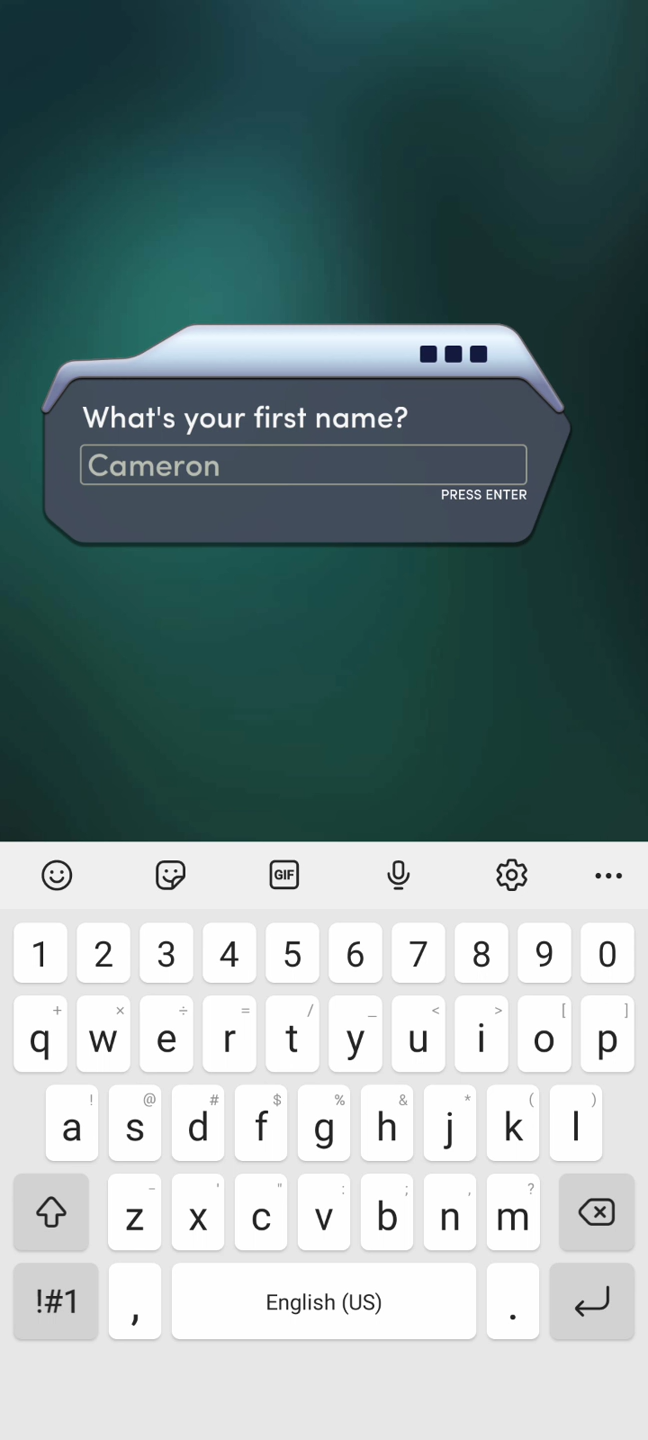 What's your first name?
Cameron
PRESS ENTER
GIF
1 2 3 4 5 6 7 8 9 0
+ × ÷ = / _ < > [ ]
q w e r t y u i o p
! @ # $ % & * ( )
a s d f g h j k l
- ' " : ; , ?
z x c v b n m
!#1 , English (US) .